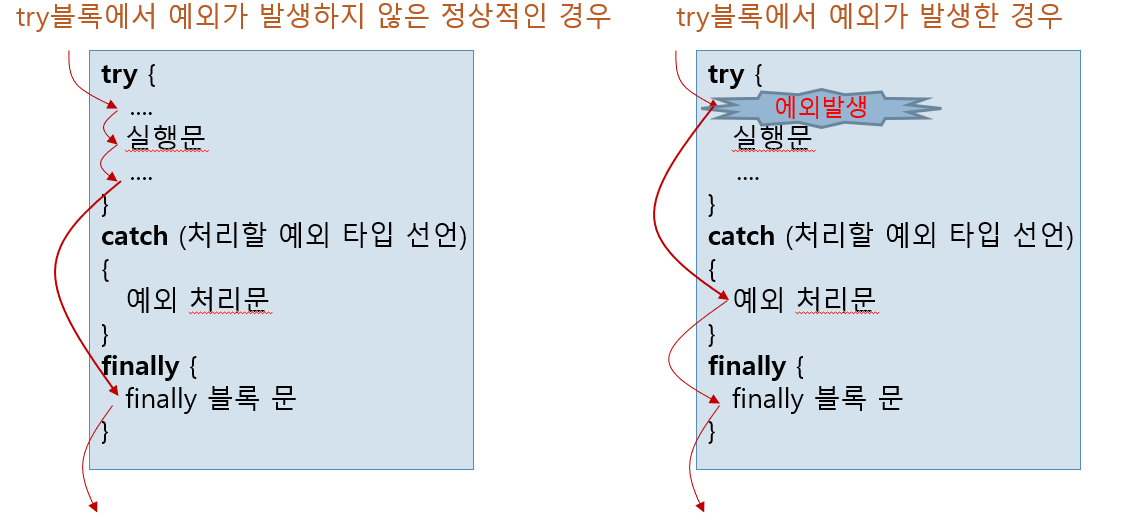 try블록에서 예외가 발생하지 않은 정상적인 경우
try {
....
실행문
....
}
catch (처리할 예외 타입 선언)
{
예외 처리문
}
finally {
finally 블록 문
}
try블록에서 예외가 발생한 경우
try {
에외발생
실행문
....
}
catch (처리할 예외 타입 선언)
{
예외 처리문
}
finally {
finally 블록 문
}